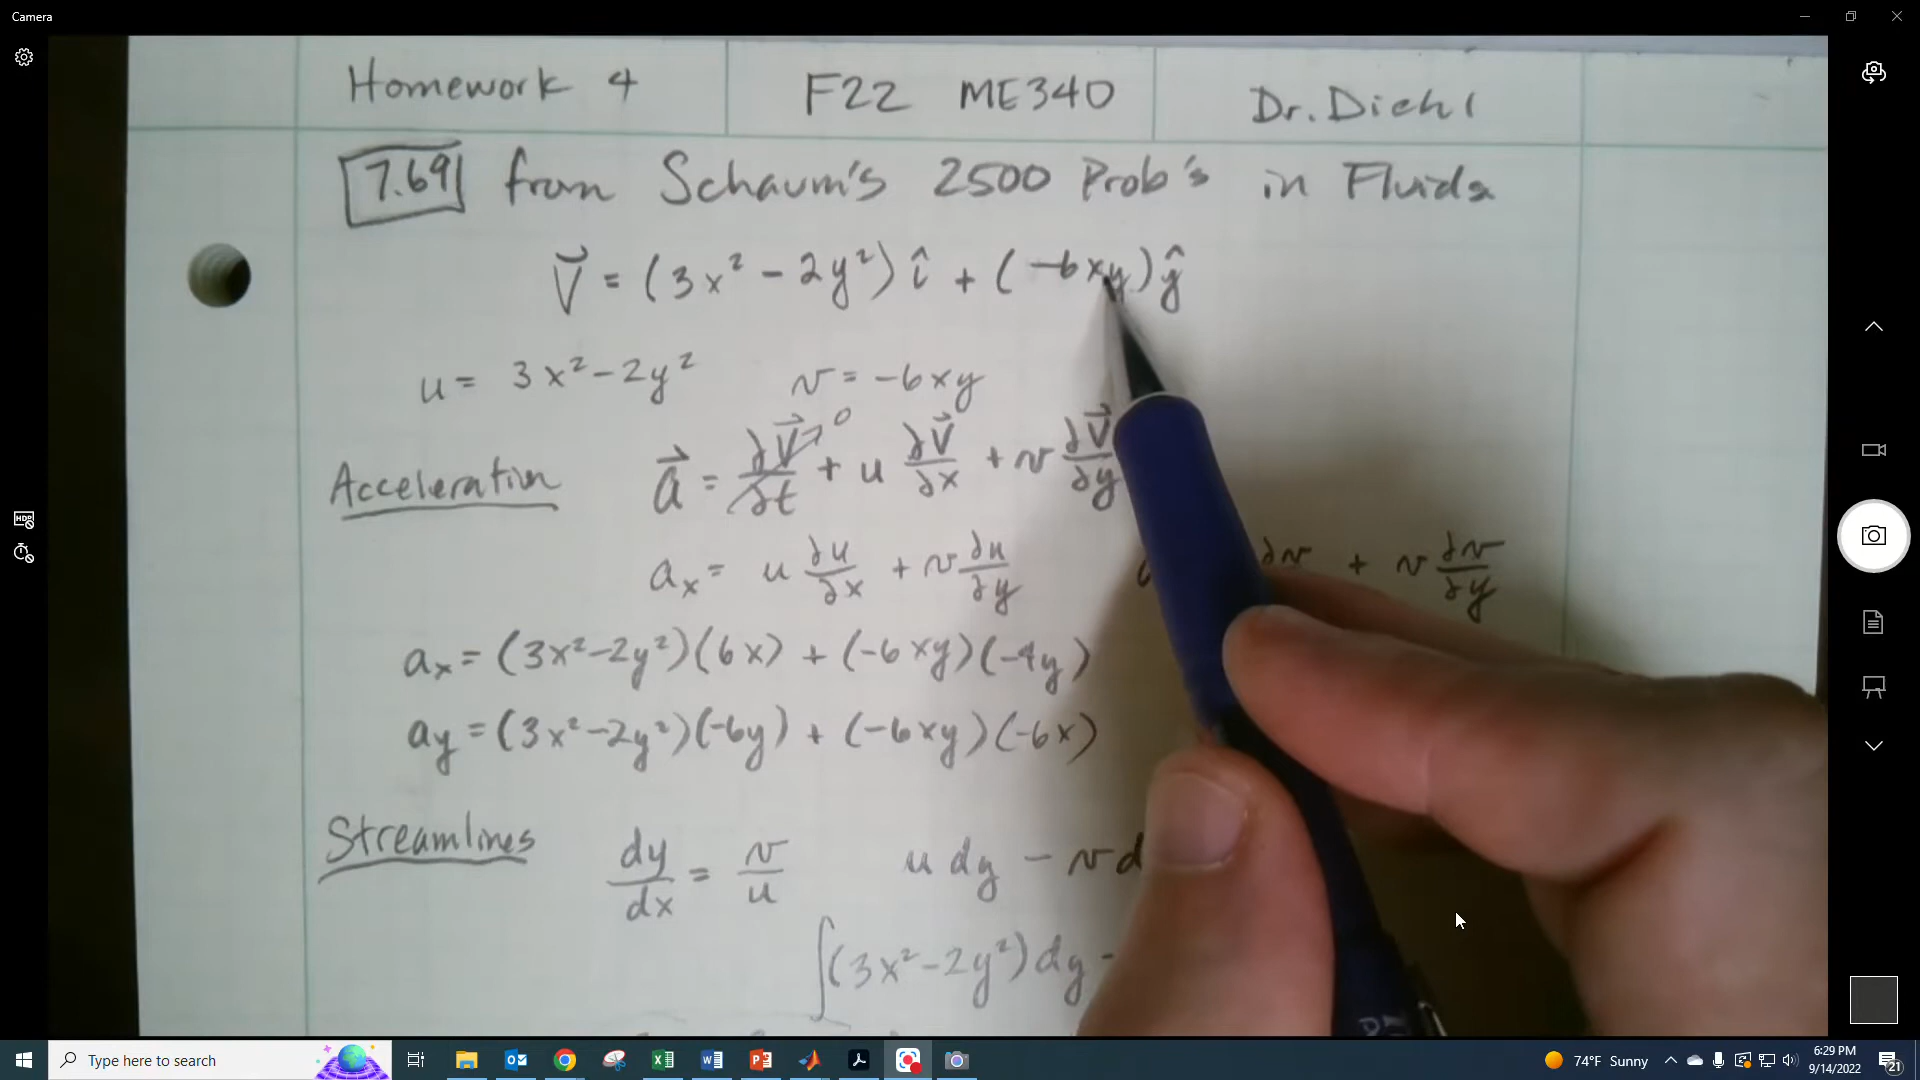 Camera
Homework 4 F22 ME340 Dr. Diehl
7.69 from Schaum's 2500 Prob's in Fluids
V⃗ = (3x² - 2y²) î + (-6xy) ŷ
u = 3x² - 2y² v = -6xy
Acceleration a⃗ = ∂V⃗/∂t → 0 + u ∂V⃗/∂x + v ∂V⃗/∂y
aₓ = u ∂u/∂x + v ∂u/∂y ∂v + v ∂v/∂y
aₓ = (3x² - 2y²)(6x) + (-6xy)(-4y)
ay = (3x² - 2y²)(-6y) + (-6xy)(-6x)
Streamlines dy/dx = v/u u dy - v d
∫(3x² - 2y²) dy -
Type here to search
74°F Sunny
6:29 PM
9/14/2022
21